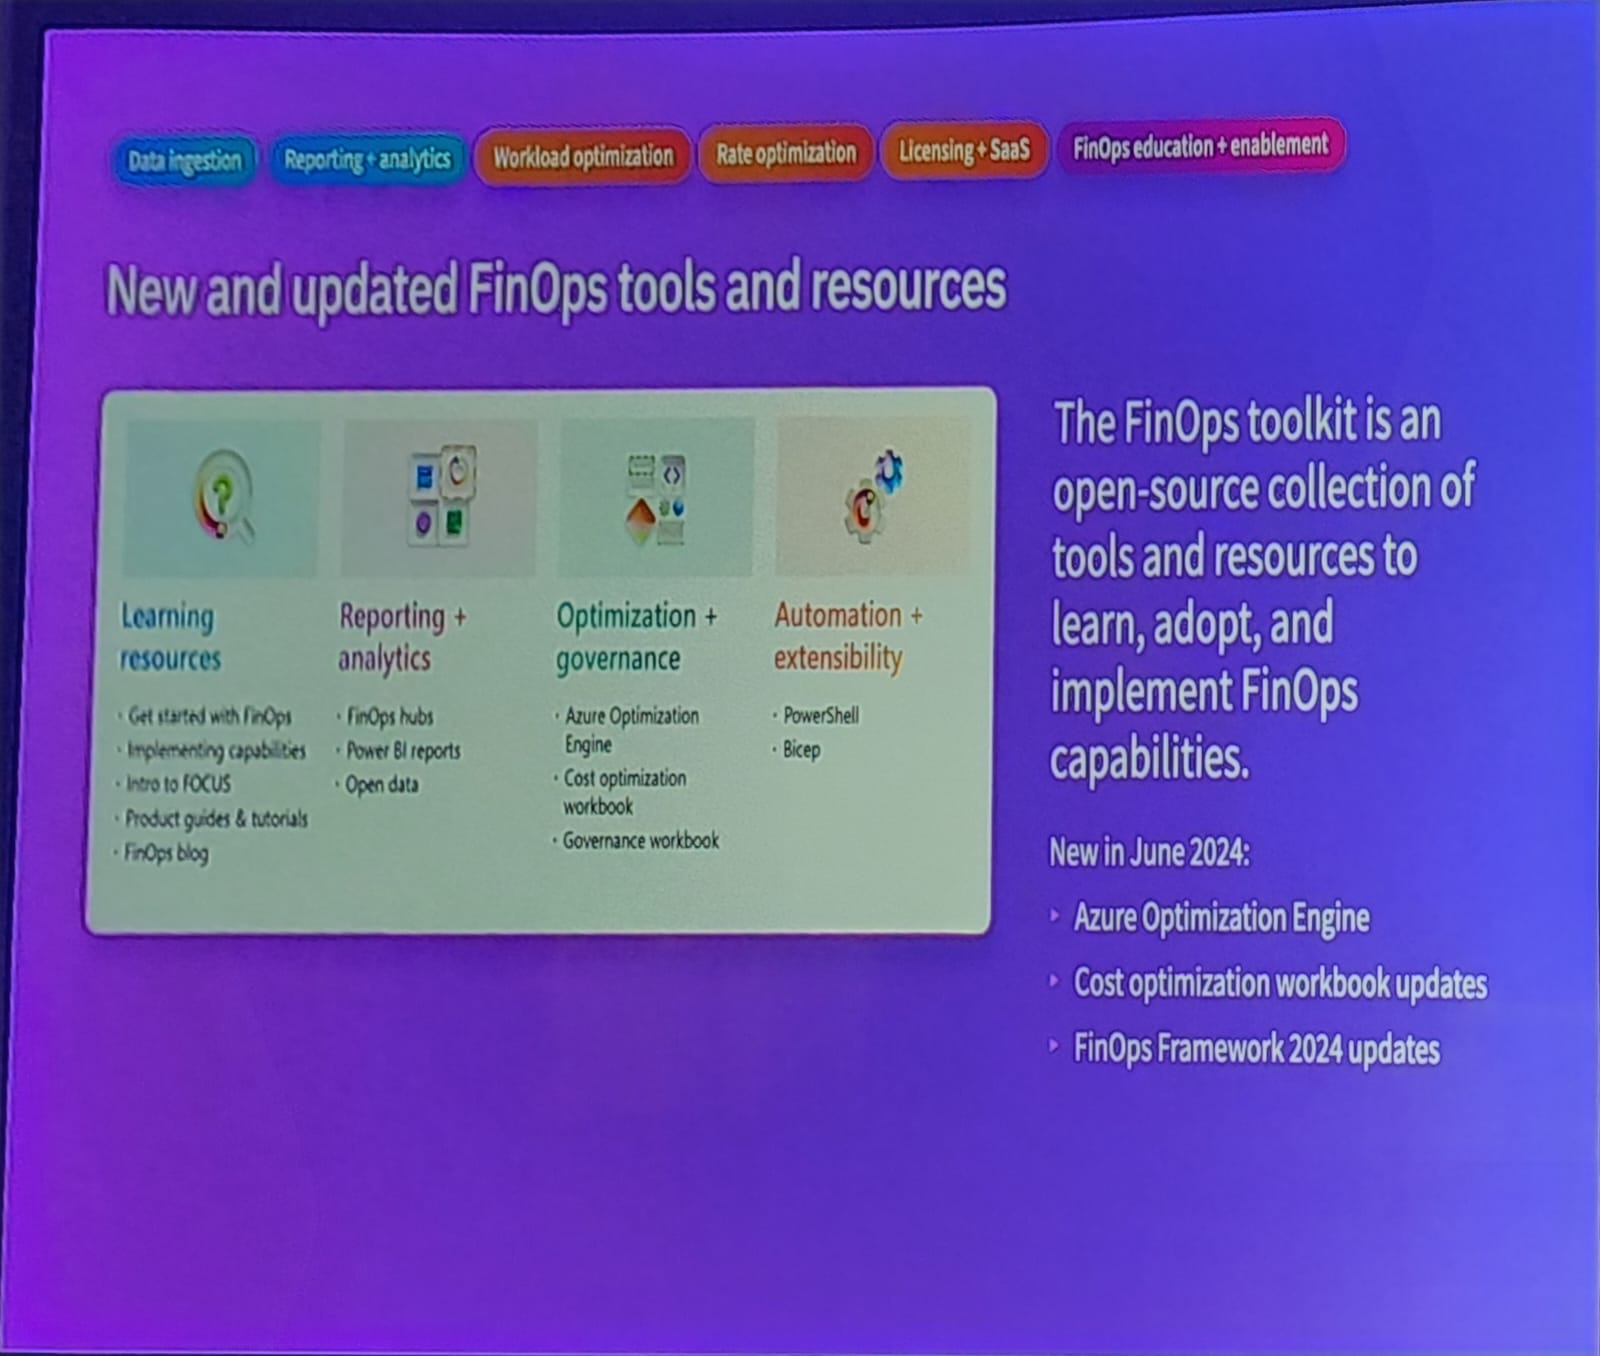 Data ingestion
Reporting + analytics
Workload optimization
Rate optimization
Licensing + SaaS
FinOps education + enablement
New and updated FinOps tools and resources
Learning
resources
· Get started with FinOps
· Implementing capabilities
· Intro to FOCUS
· Product guides & tutorials
· FinOps blog
Reporting +
analytics
· FinOps hubs
· Power BI reports
· Open data
Optimization +
governance
· Azure Optimization
Engine
· Cost optimization
workbook
· Governance workbook
Automation +
extensibility
· PowerShell
· Bicep
The FinOps toolkit is an
open-source collection of
tools and resources to
learn, adopt, and
implement FinOps
capabilities.
New in June 2024:
‣ Azure Optimization Engine
‣ Cost optimization workbook updates
‣ FinOps Framework 2024 updates